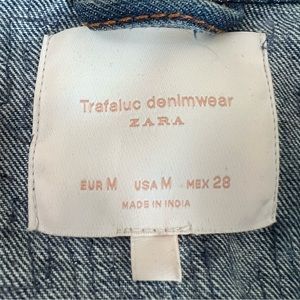 Trafaluc denimwear
ZARA
EUR M USA M MEX 28
MADE IN INDIA